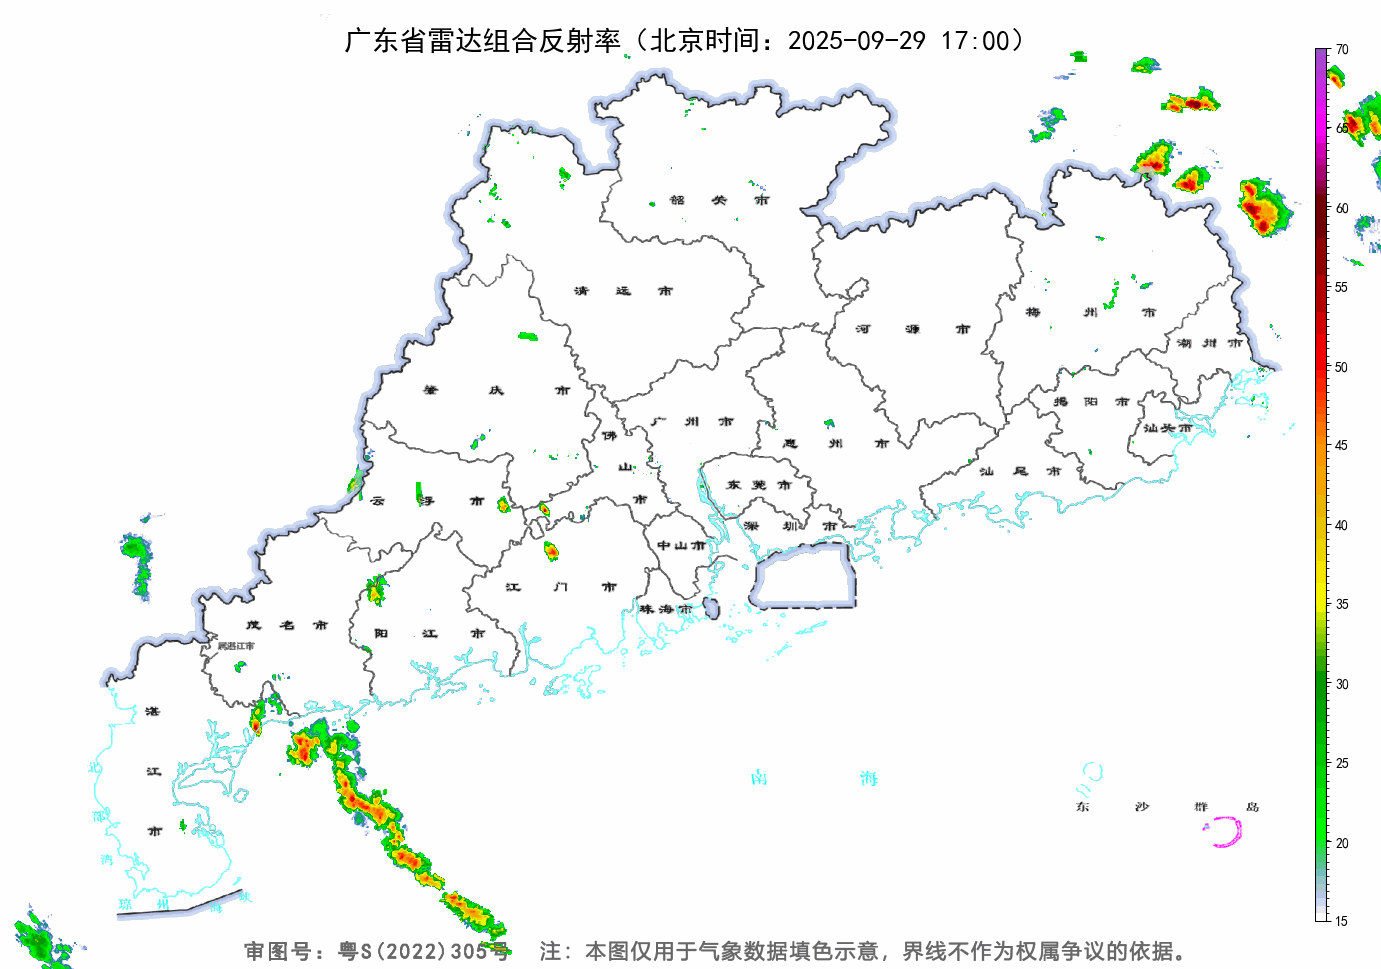 广东省雷达组合反射率（北京时间：2025-09-29 17:00）
70
65
60
55
50
45
40
35
30
25
20
15
韶关市
清远市
河源市
梅州市
潮州市
肇庆市
广州市
佛山市
惠州市
揭阳市
汕头市
汕尾市
云浮市
东莞市
深圳市
中山市
江门市
珠海市
茂名市
属湛江市
阳江市
湛江市
北部湾
南海
东沙群岛
琼州海峡
审图号：粤S(2022)305号 注：本图仅用于气象数据填色示意，界线不作为权属争议的依据。